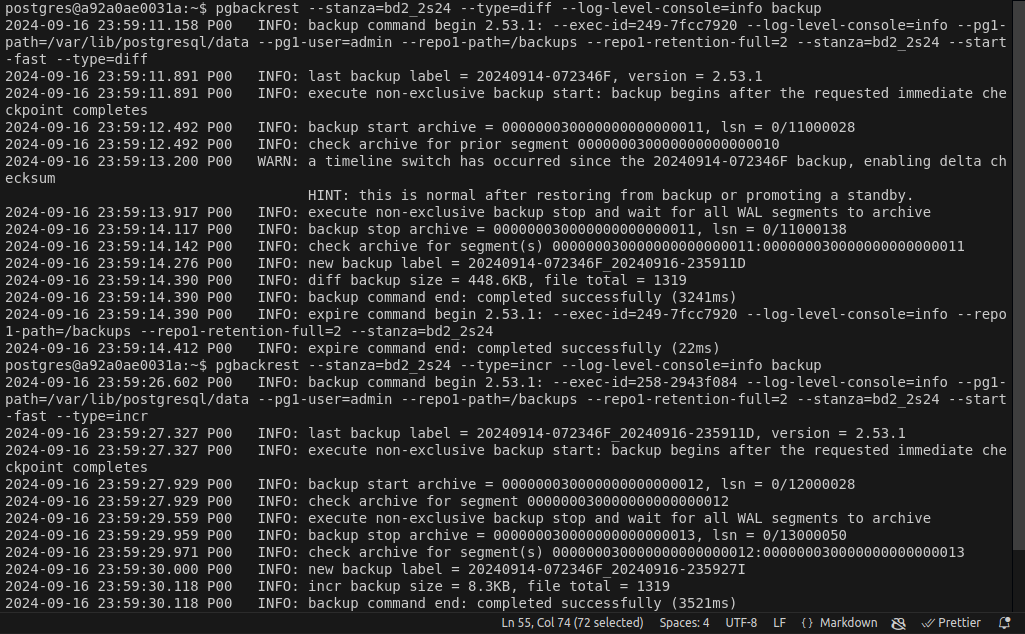 postgres@a92a0ae0031a:~$ pgbackrest --stanza=bd2_2s24 --type=diff --log-level-console=info backup
2024-09-16 23:59:11.158 P00   INFO: backup command begin 2.53.1: --exec-id=249-7fcc7920 --log-level-console=info --pg1-
path=/var/lib/postgresql/data --pg1-user=admin --repo1-path=/backups --repo1-retention-full=2 --stanza=bd2_2s24 --start
-fast --type=diff
2024-09-16 23:59:11.891 P00   INFO: last backup label = 20240914-072346F, version = 2.53.1
2024-09-16 23:59:11.891 P00   INFO: execute non-exclusive backup start: backup begins after the requested immediate che
ckpoint completes
2024-09-16 23:59:12.492 P00   INFO: backup start archive = 000000030000000000000011, lsn = 0/11000028
2024-09-16 23:59:12.492 P00   INFO: check archive for prior segment 000000030000000000000010
2024-09-16 23:59:13.200 P00   WARN: a timeline switch has occurred since the 20240914-072346F backup, enabling delta ch
ecksum
                                    HINT: this is normal after restoring from backup or promoting a standby.
2024-09-16 23:59:13.917 P00   INFO: execute non-exclusive backup stop and wait for all WAL segments to archive
2024-09-16 23:59:14.117 P00   INFO: backup stop archive = 000000030000000000000011, lsn = 0/11000138
2024-09-16 23:59:14.142 P00   INFO: check archive for segment(s) 000000030000000000000011:000000030000000000000011
2024-09-16 23:59:14.276 P00   INFO: new backup label = 20240914-072346F_20240916-235911D
2024-09-16 23:59:14.390 P00   INFO: diff backup size = 448.6KB, file total = 1319
2024-09-16 23:59:14.390 P00   INFO: backup command end: completed successfully (3241ms)
2024-09-16 23:59:14.390 P00   INFO: expire command begin 2.53.1: --exec-id=249-7fcc7920 --log-level-console=info --repo
1-path=/backups --repo1-retention-full=2 --stanza=bd2_2s24
2024-09-16 23:59:14.412 P00   INFO: expire command end: completed successfully (22ms)
postgres@a92a0ae0031a:~$ pgbackrest --stanza=bd2_2s24 --type=incr --log-level-console=info backup
2024-09-16 23:59:26.602 P00   INFO: backup command begin 2.53.1: --exec-id=258-2943f084 --log-level-console=info --pg1-
path=/var/lib/postgresql/data --pg1-user=admin --repo1-path=/backups --repo1-retention-full=2 --stanza=bd2_2s24 --start
-fast --type=incr
2024-09-16 23:59:27.327 P00   INFO: last backup label = 20240914-072346F_20240916-235911D, version = 2.53.1
2024-09-16 23:59:27.327 P00   INFO: execute non-exclusive backup start: backup begins after the requested immediate che
ckpoint completes
2024-09-16 23:59:27.929 P00   INFO: backup start archive = 000000030000000000000012, lsn = 0/12000028
2024-09-16 23:59:27.929 P00   INFO: check archive for segment 000000030000000000000012
2024-09-16 23:59:29.559 P00   INFO: execute non-exclusive backup stop and wait for all WAL segments to archive
2024-09-16 23:59:29.959 P00   INFO: backup stop archive = 000000030000000000000013, lsn = 0/13000050
2024-09-16 23:59:29.971 P00   INFO: check archive for segment(s) 000000030000000000000012:000000030000000000000013
2024-09-16 23:59:30.000 P00   INFO: new backup label = 20240914-072346F_20240916-235927I
2024-09-16 23:59:30.118 P00   INFO: incr backup size = 8.3KB, file total = 1319
2024-09-16 23:59:30.118 P00   INFO: backup command end: completed successfully (3521ms)
Ln 55, Col 74 (72 selected) Spaces: 4 UTF-8 LF {} Markdown Prettier